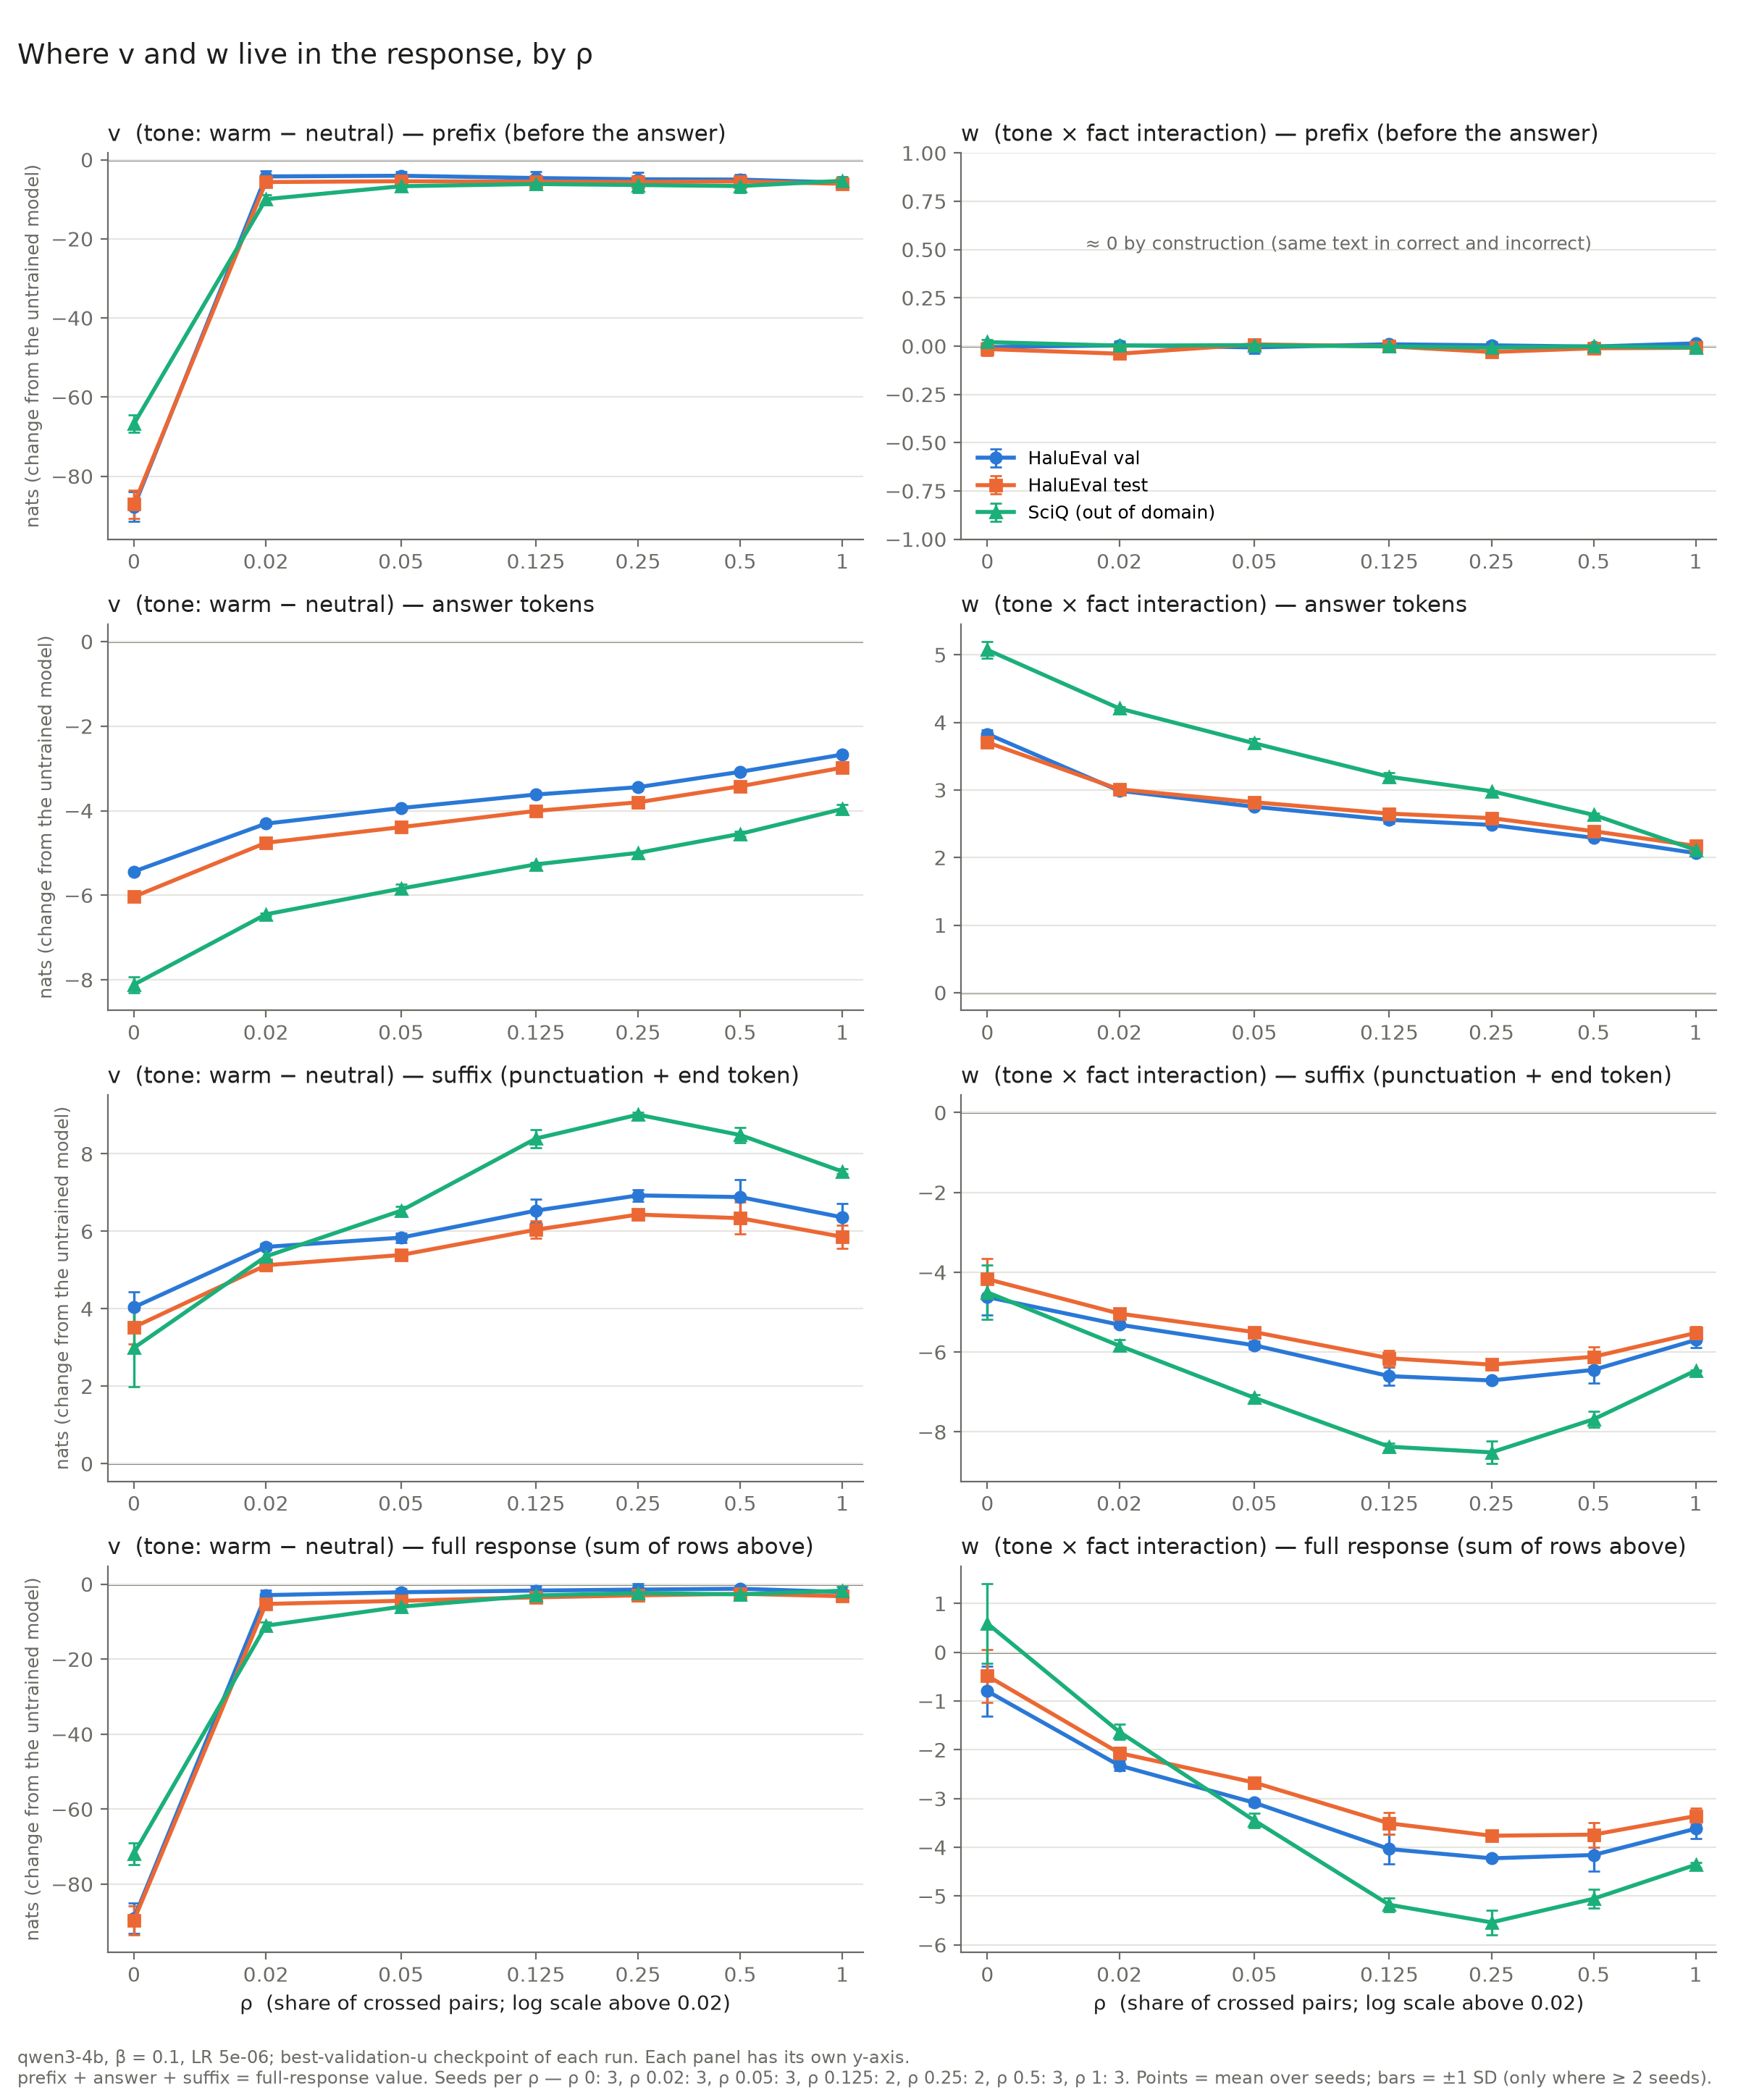 Where v and w live in the response, by ρ
v (tone: warm − neutral) — prefix (before the answer)
nats (change from the untrained model)
0
−20
−40
−60
−80
0 0.02 0.05 0.125 0.25 0.5 1
w (tone × fact interaction) — prefix (before the answer)
1.00
0.75
0.50
0.25
0.00
−0.25
−0.50
−0.75
−1.00
≈ 0 by construction (same text in correct and incorrect)
HaluEval val
HaluEval test
SciQ (out of domain)
0 0.02 0.05 0.125 0.25 0.5 1
v (tone: warm − neutral) — answer tokens
nats (change from the untrained model)
0
−2
−4
−6
−8
0 0.02 0.05 0.125 0.25 0.5 1
w (tone × fact interaction) — answer tokens
5
4
3
2
1
0
0 0.02 0.05 0.125 0.25 0.5 1
v (tone: warm − neutral) — suffix (punctuation + end token)
nats (change from the untrained model)
8
6
4
2
0
0 0.02 0.05 0.125 0.25 0.5 1
w (tone × fact interaction) — suffix (punctuation + end token)
0
−2
−4
−6
−8
0 0.02 0.05 0.125 0.25 0.5 1
v (tone: warm − neutral) — full response (sum of rows above)
nats (change from the untrained model)
0
−20
−40
−60
−80
0 0.02 0.05 0.125 0.25 0.5 1
ρ (share of crossed pairs; log scale above 0.02)
w (tone × fact interaction) — full response (sum of rows above)
1
0
−1
−2
−3
−4
−5
−6
0 0.02 0.05 0.125 0.25 0.5 1
ρ (share of crossed pairs; log scale above 0.02)
qwen3-4b, β = 0.1, LR 5e-06; best-validation-u checkpoint of each run. Each panel has its own y-axis.
prefix + answer + suffix = full-response value. Seeds per ρ — ρ 0: 3, ρ 0.02: 3, ρ 0.05: 3, ρ 0.125: 2, ρ 0.25: 2, ρ 0.5: 3, ρ 1: 3. Points = mean over seeds; bars = ±1 SD (only where ≥ 2 seeds).